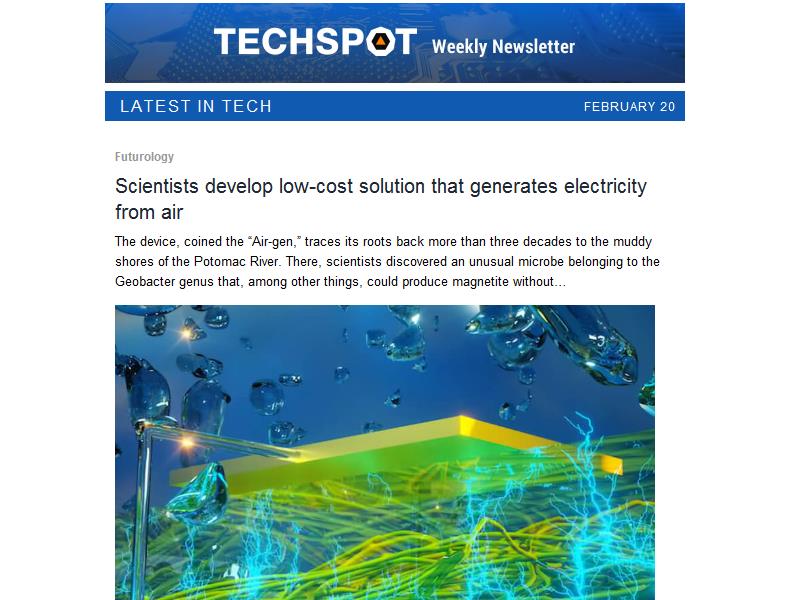 TECHSPOT Weekly Newsletter
LATEST IN TECH FEBRUARY 20
Futurology
Scientists develop low-cost solution that generates electricity
from air
The device, coined the “Air-gen,” traces its roots back more than three decades to the muddy
shores of the Potomac River. There, scientists discovered an unusual microbe belonging to the
Geobacter genus that, among other things, could produce magnetite without...